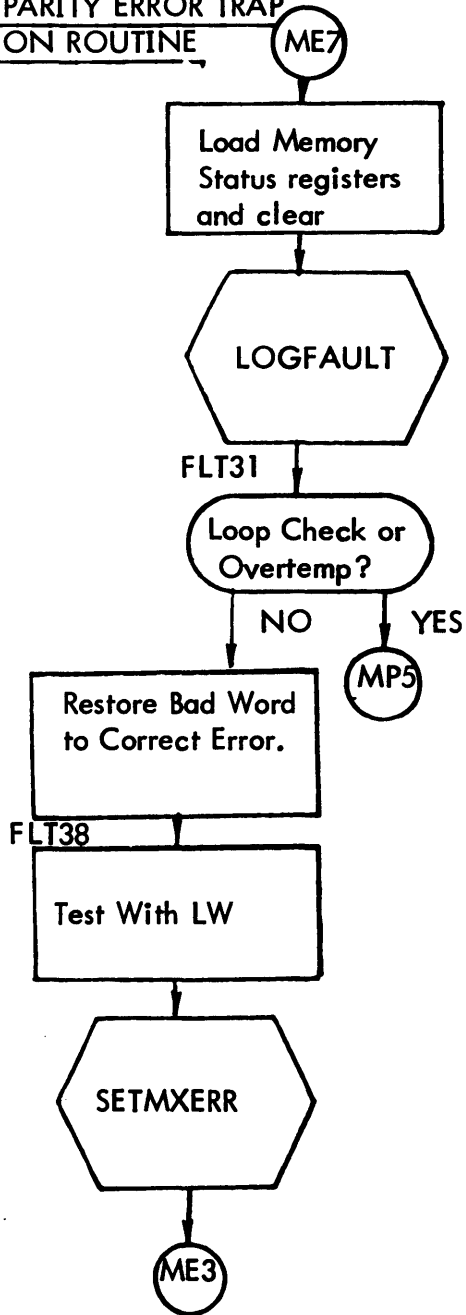 PARITY ERROR TRAP
ON ROUTINE
ME7
Load Memory
Status registers
and clear
LOGFAULT
FLT31
Loop Check or
Overtemp?
NO
YES
MP5
Restore Bad Word
to Correct Error.
FLT38
Test With LW
SETMXERR
ME3